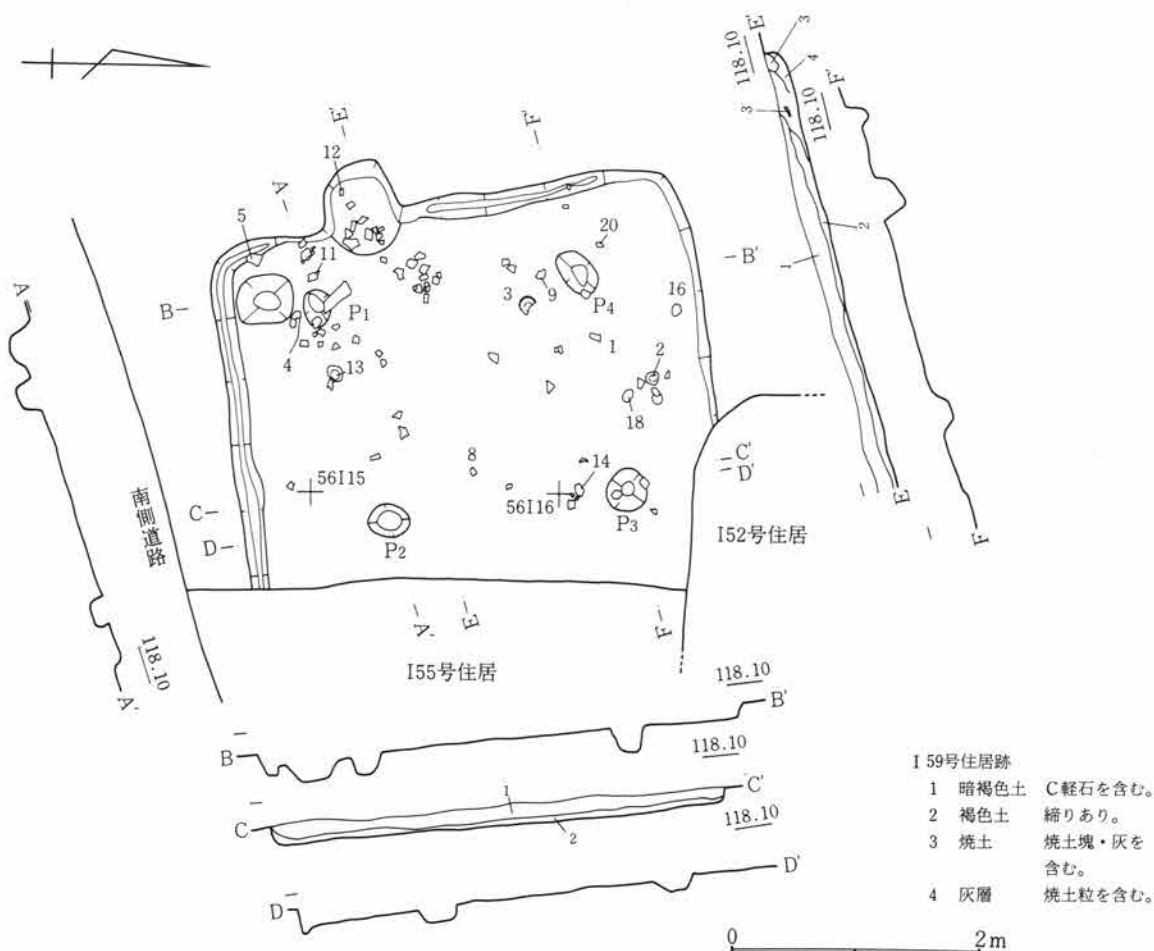 E′
3
118.10
4
3
F′
118.10
E′
F′
12
A
5
11
20
2
B′
1
3
9
16
B
4
P1
P4
A
1
13
2
18
8
14
56I15
56I16
C′
D′
C
P3
E
D
P2
I52号住居
F
南側道路
A′
E
F
118.10
I55号住居
A′
118.10
B′
B
118.10
1
C′
C
2
118.10
D′
D
I 59号住居跡
1 暗褐色土 C軽石を含む。
2 褐色土 締りあり。
3 焼土 焼土塊・灰を
含む。
4 灰層 焼土粒を含む。
0 2m